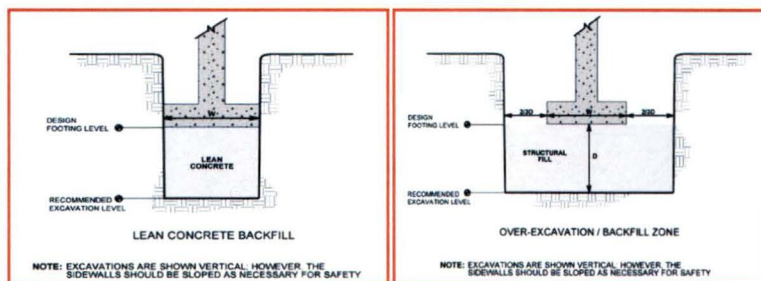 W
DESIGN
FOOTING LEVEL
LEAN
CONCRETE
RECOMMENDED
EXCAVATION LEVEL
LEAN CONCRETE BACKFILL
NOTE: EXCAVATIONS ARE SHOWN VERTICAL; HOWEVER, THE
SIDEWALLS SHOULD BE SLOPED AS NECESSARY FOR SAFETY
2/3D
W
2/3D
DESIGN
FOOTING LEVEL
STRUCTURAL
FILL
D
RECOMMENDED
EXCAVATION LEVEL
OVER-EXCAVATION / BACKFILL ZONE
NOTE: EXCAVATIONS ARE SHOWN VERTICAL; HOWEVER, THE
SIDEWALLS SHOULD BE SLOPED AS NECESSARY FOR SAFETY